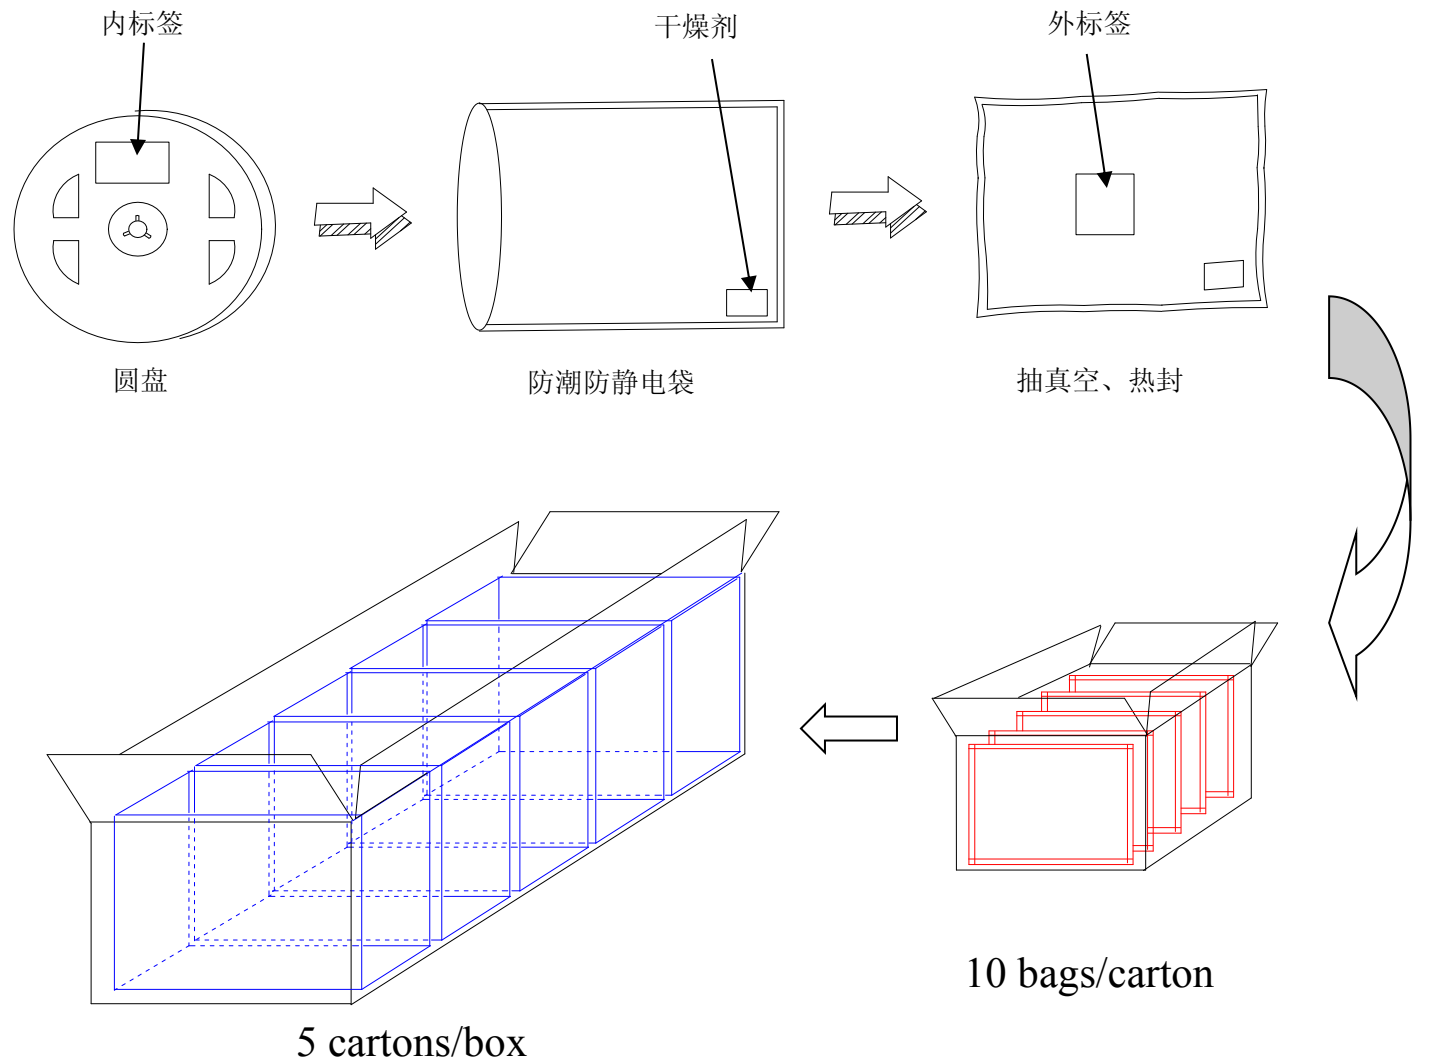 内标签
干燥剂
外标签
圆盘
防潮防静电袋
抽真空、热封
10 bags/carton
5 cartons/box